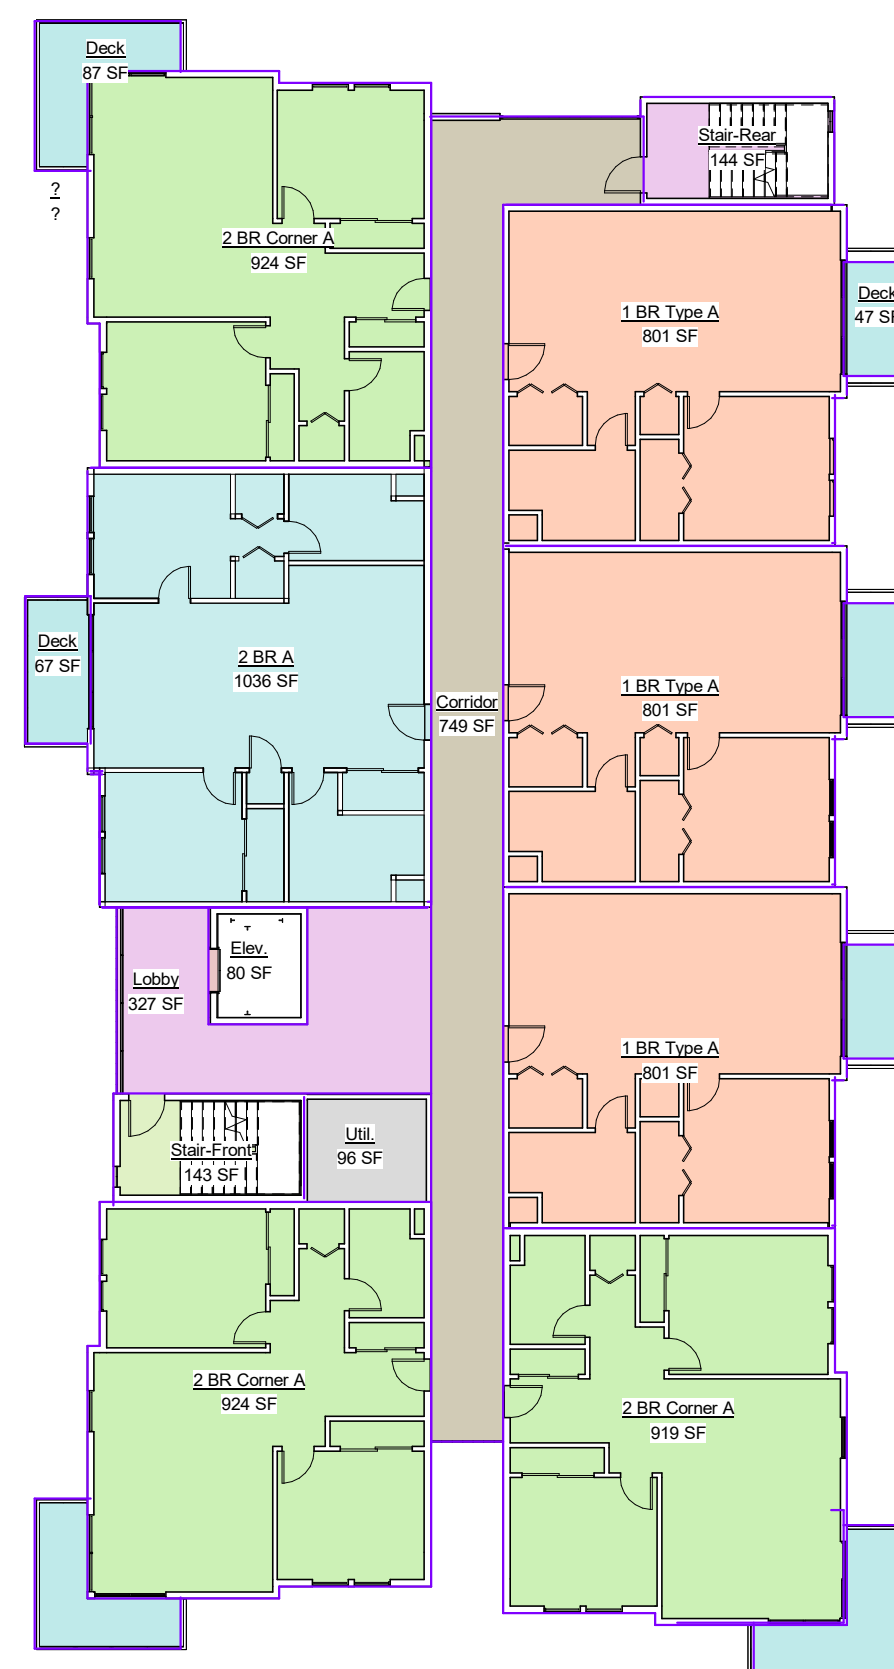 Deck
87 SF
Stair-Rear
144 SF
?
?
2 BR Corner A
924 SF
Deck
47 SF
1 BR Type A
801 SF
Deck
67 SF
2 BR A
1036 SF
1 BR Type A
801 SF
Corridor
749 SF
Elev.
80 SF
Lobby
327 SF
1 BR Type A
801 SF
Util.
96 SF
Stair-Front
143 SF
2 BR Corner A
924 SF
2 BR Corner A
919 SF